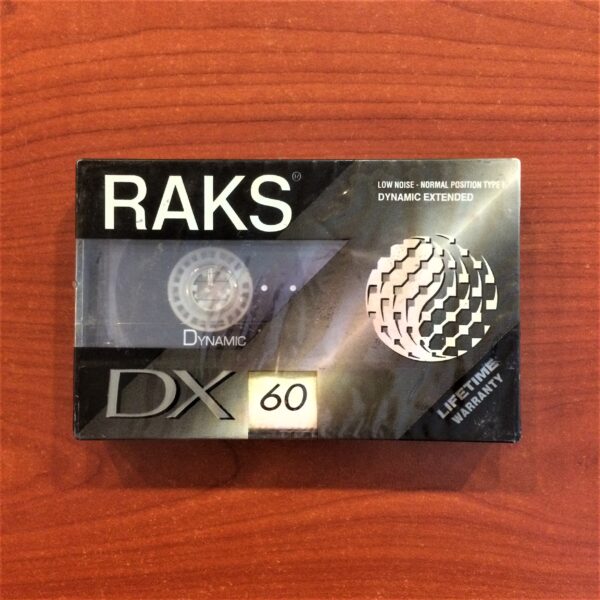 RAKS
LOW NOISE - NORMAL POSITION TYPE I
DYNAMIC EXTENDED
DYNAMIC
DX 60
LIFETIME
WARRANTY